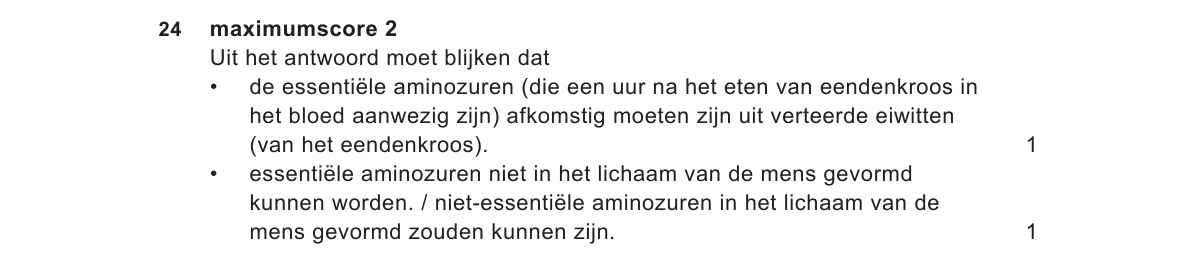 24 maximumscore 2
Uit het antwoord moet blijken dat
• de essentiële aminozuren (die een uur na het eten van eendenkroos in
het bloed aanwezig zijn) afkomstig moeten zijn uit verteerde eiwitten
(van het eendenkroos). 1
• essentiële aminozuren niet in het lichaam van de mens gevormd
kunnen worden. / niet-essentiële aminozuren in het lichaam van de
mens gevormd zouden kunnen zijn. 1